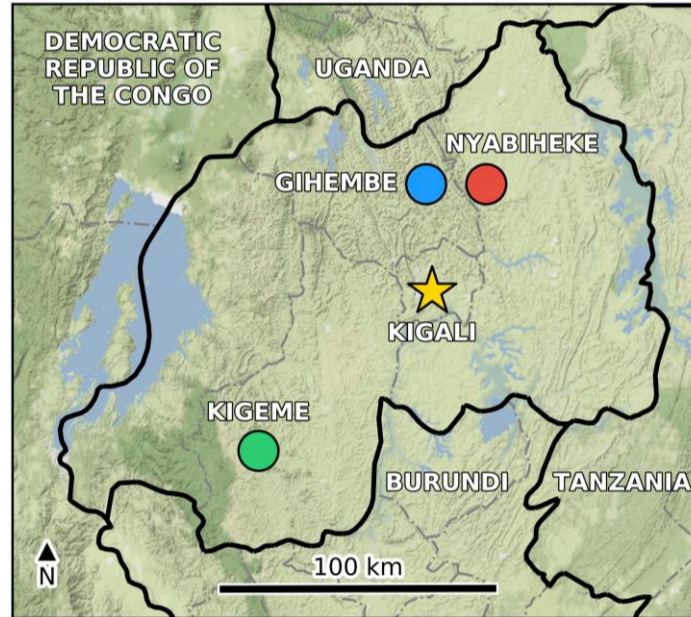 DEMOCRATIC
REPUBLIC OF
THE CONGO
UGANDA
NYABIHEKE
GIHEMBE
KIGALI
KIGEME
BURUNDI
TANZANIA
N
100 km